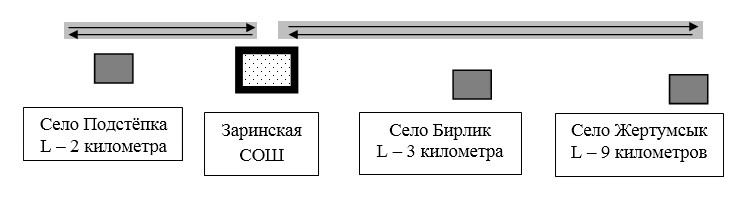 Село Подстёпка
L – 2 километра
Заринская
СОШ
Село Бирлик
L – 3 километра
Село Жертумсык
L – 9 километров